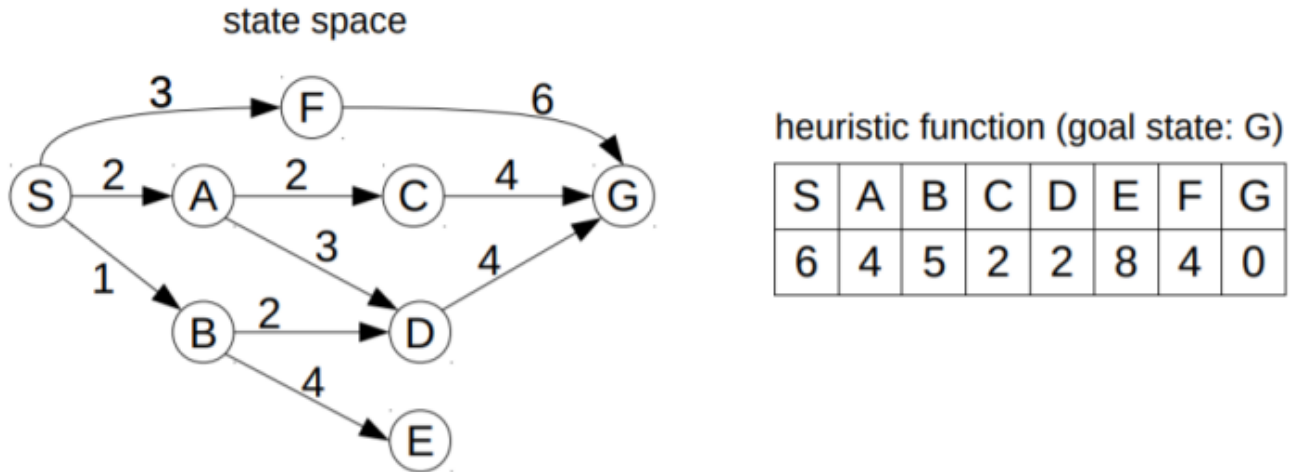 state space
3
F
6
heuristic function (goal state: G)
S 2 A 2 C 4 G
S A B C D E F G
3
4
6 4 5 2 2 8 4 0
1
B 2 D
4
E